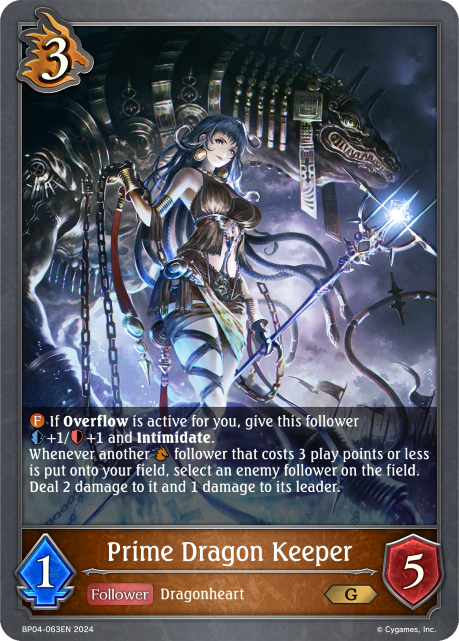 3
F If Overflow is active for you, give this follower
+1/+1 and Intimidate.
Whenever another follower that costs 3 play points or less
is put onto your field, select an enemy follower on the field.
Deal 2 damage to it and 1 damage to its leader.
Prime Dragon Keeper
1
Follower Dragonheart
G
5
BP04-063EN 2024
© Cygames, Inc.